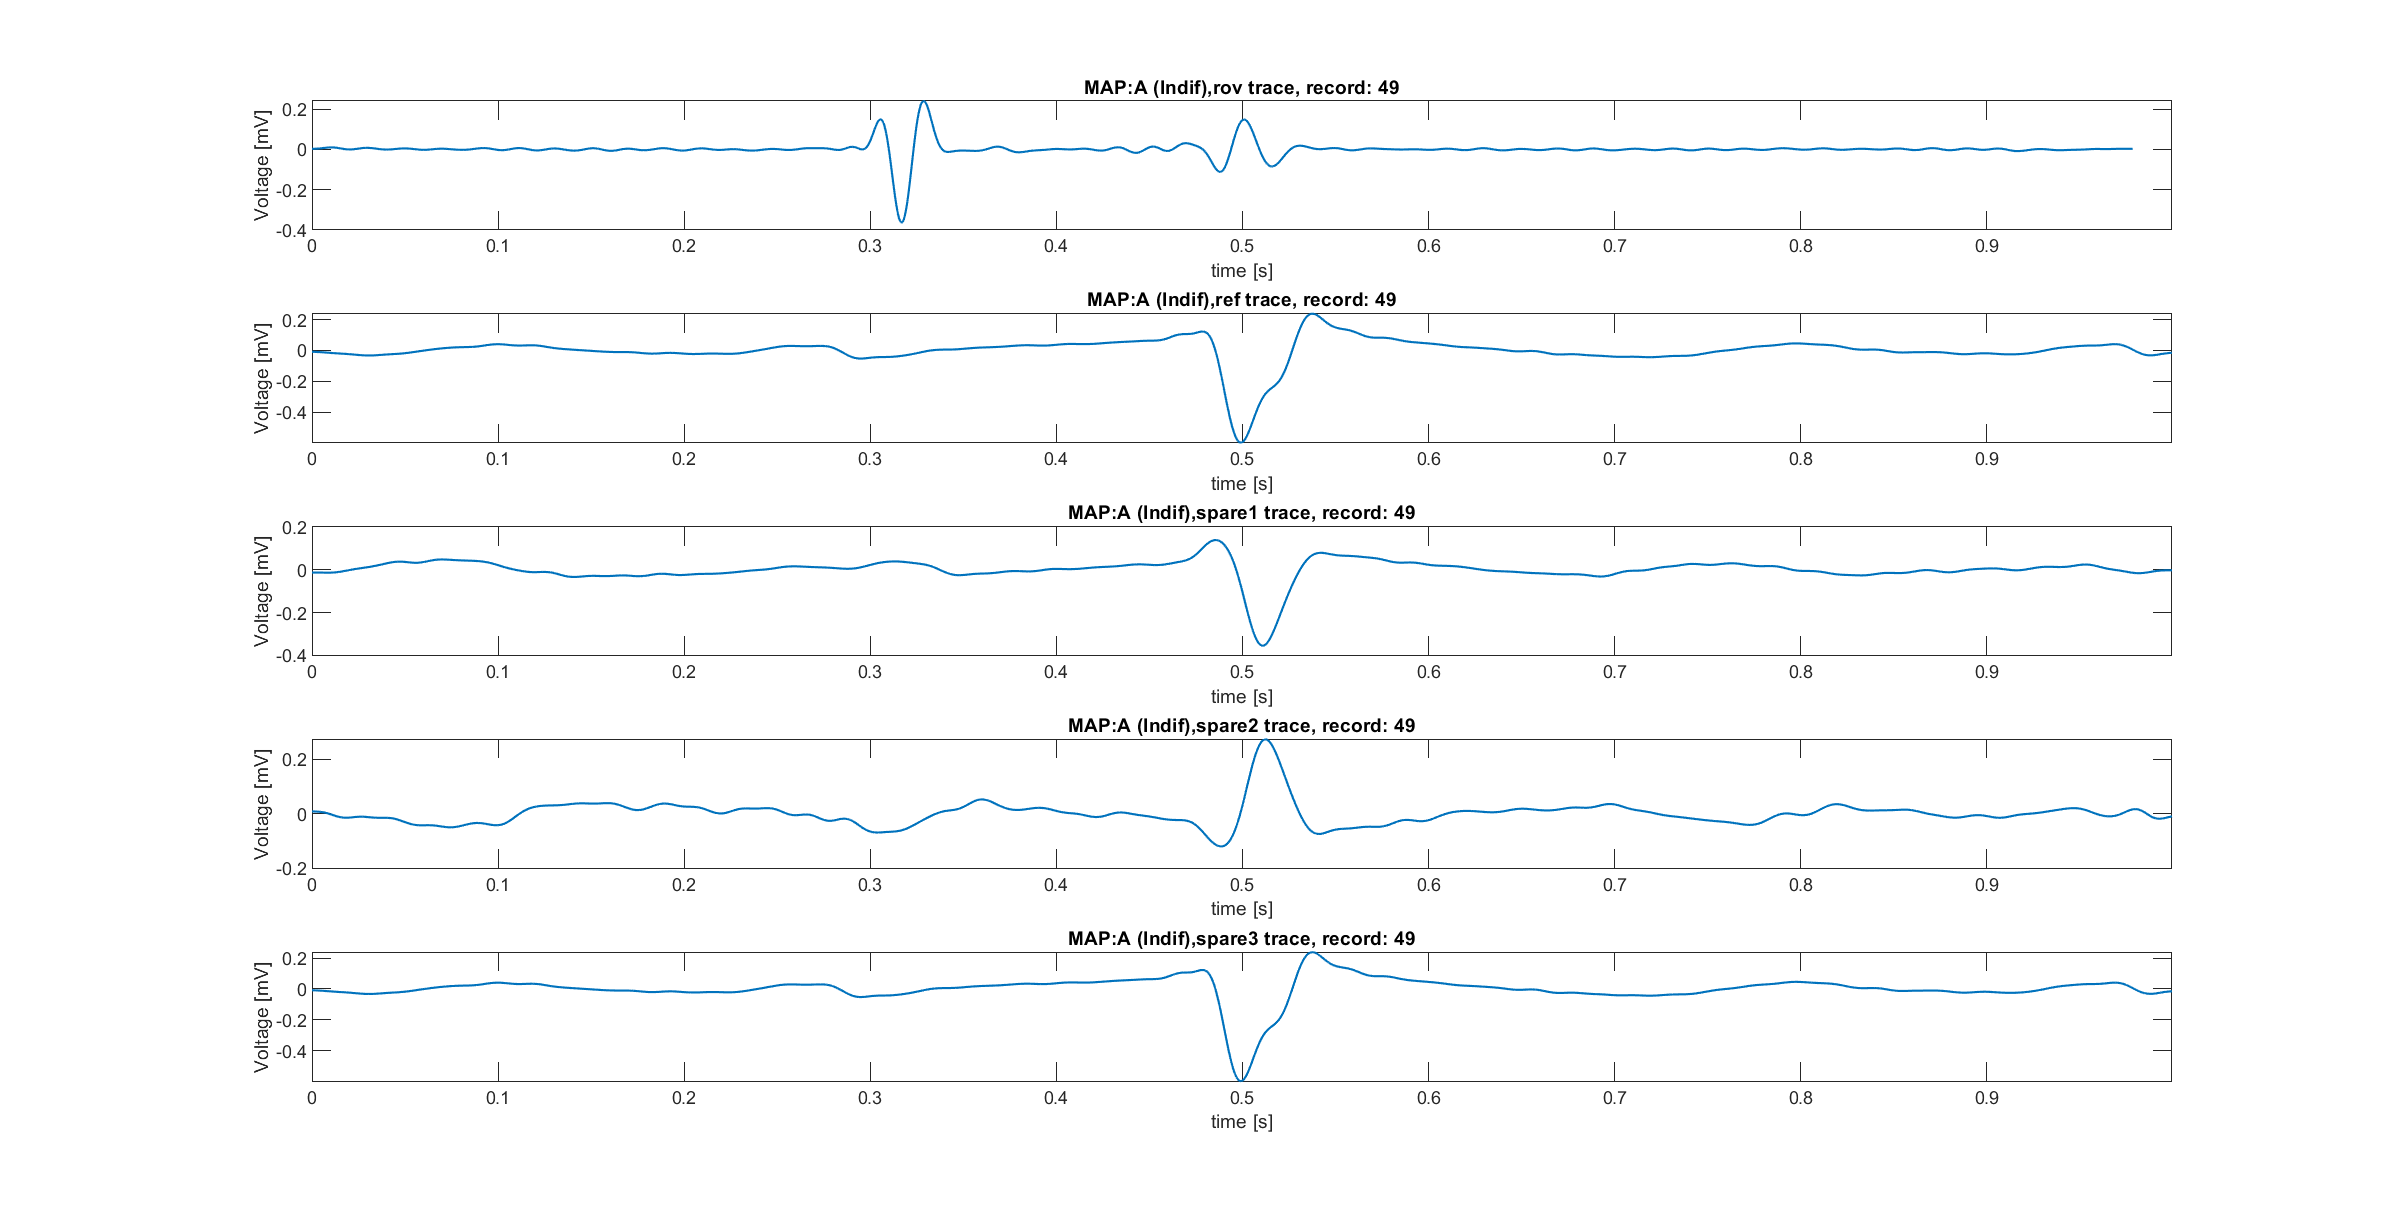 MAP:A (Indif),rov trace, record: 49
Voltage [mV]
0.2
0
-0.2
-0.4
0 0.1 0.2 0.3 0.4 0.5 0.6 0.7 0.8 0.9
time [s]
MAP:A (Indif),ref trace, record: 49
Voltage [mV]
0.2
0
-0.2
-0.4
0 0.1 0.2 0.3 0.4 0.5 0.6 0.7 0.8 0.9
time [s]
MAP:A (Indif),spare1 trace, record: 49
Voltage [mV]
0.2
0
-0.2
-0.4
0 0.1 0.2 0.3 0.4 0.5 0.6 0.7 0.8 0.9
time [s]
MAP:A (Indif),spare2 trace, record: 49
Voltage [mV]
0.2
0
-0.2
0 0.1 0.2 0.3 0.4 0.5 0.6 0.7 0.8 0.9
time [s]
MAP:A (Indif),spare3 trace, record: 49
Voltage [mV]
0.2
0
-0.2
-0.4
0 0.1 0.2 0.3 0.4 0.5 0.6 0.7 0.8 0.9
time [s]